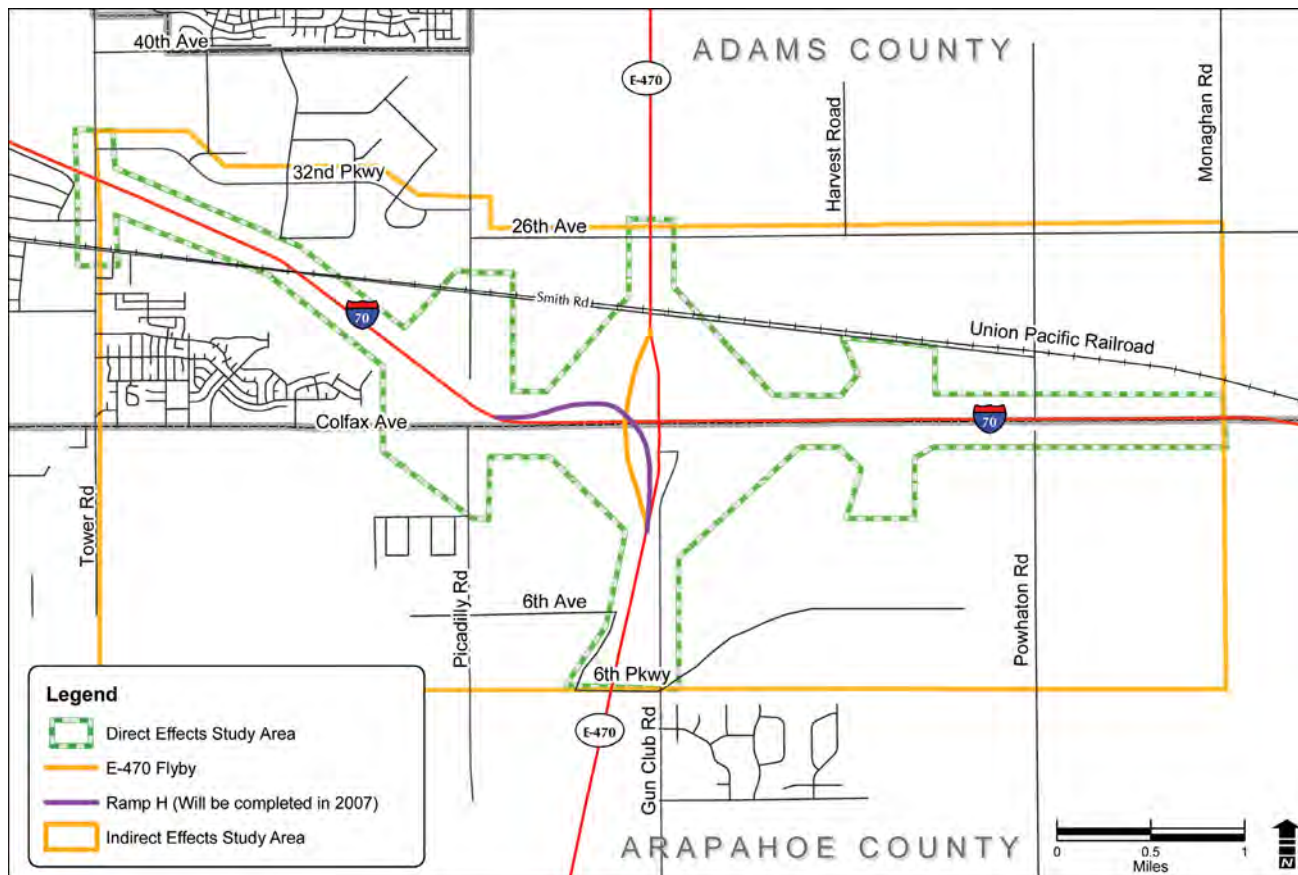 40th Ave
ADAMS COUNTY
E-470
Harvest Road
Monaghan Rd
32nd Pkwy
26th Ave
Smith Rd
70
Union Pacific Railroad
Colfax Ave
70
Tower Rd
Picadilly Rd
6th Ave
Powhaton Rd
6th Pkwy
Gun Club Rd
E-470
Legend
Direct Effects Study Area
E-470 Flyby
Ramp H (Will be completed in 2007)
Indirect Effects Study Area
ARAPAHOE COUNTY
0 0.5 1
Miles
N